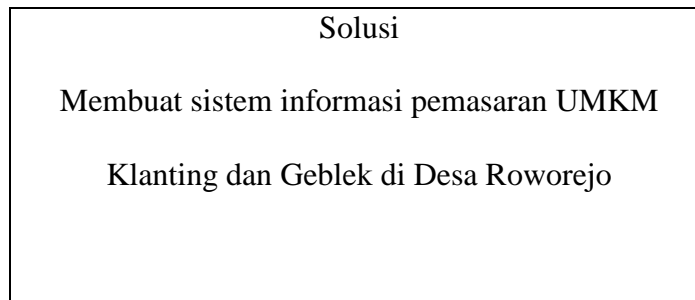 Solusi
Membuat sistem informasi pemasaran UMKM
Klanting dan Geblek di Desa Roworejo